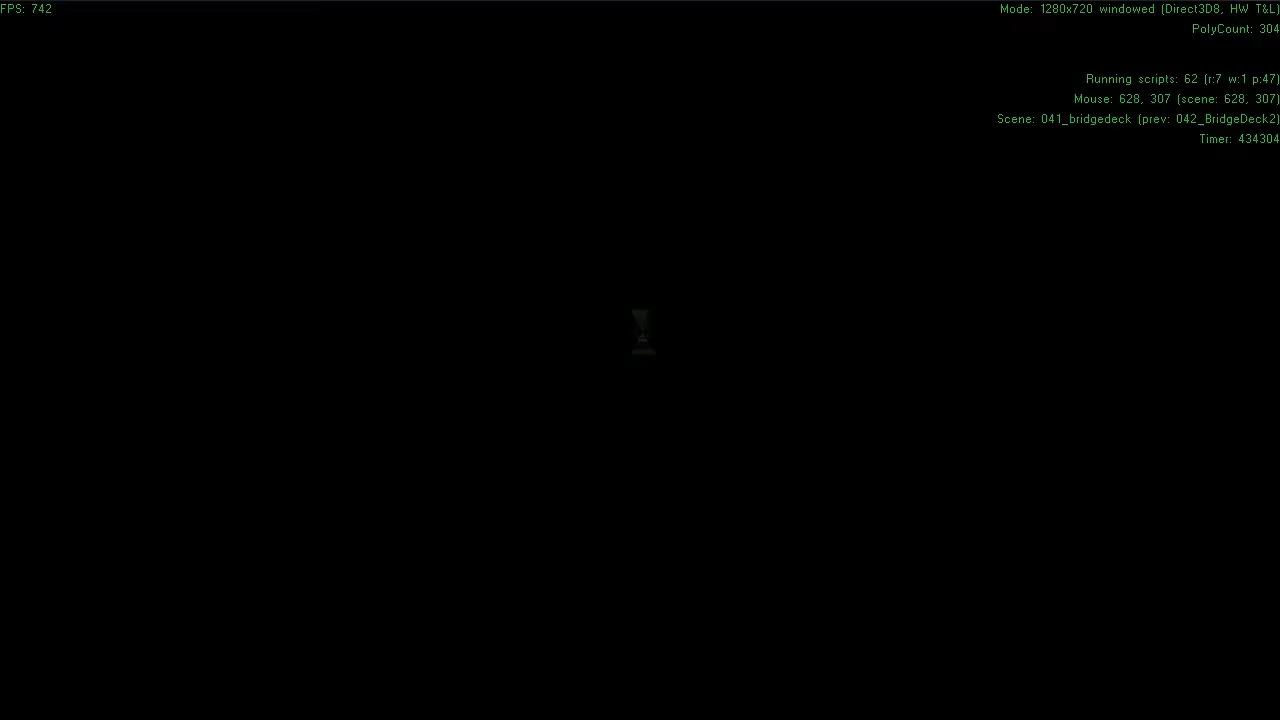 FPS: 742
Mode: 1280x720 windowed (Direct3D8, HW T&L)
PolyCount: 304
Running scripts: 62 (r:7 w:1 p:47)
Mouse: 628, 307 (scene: 628, 307)
Scene: 041_bridgedeck (prev: 042_BridgeDeck2)
Timer: 434304